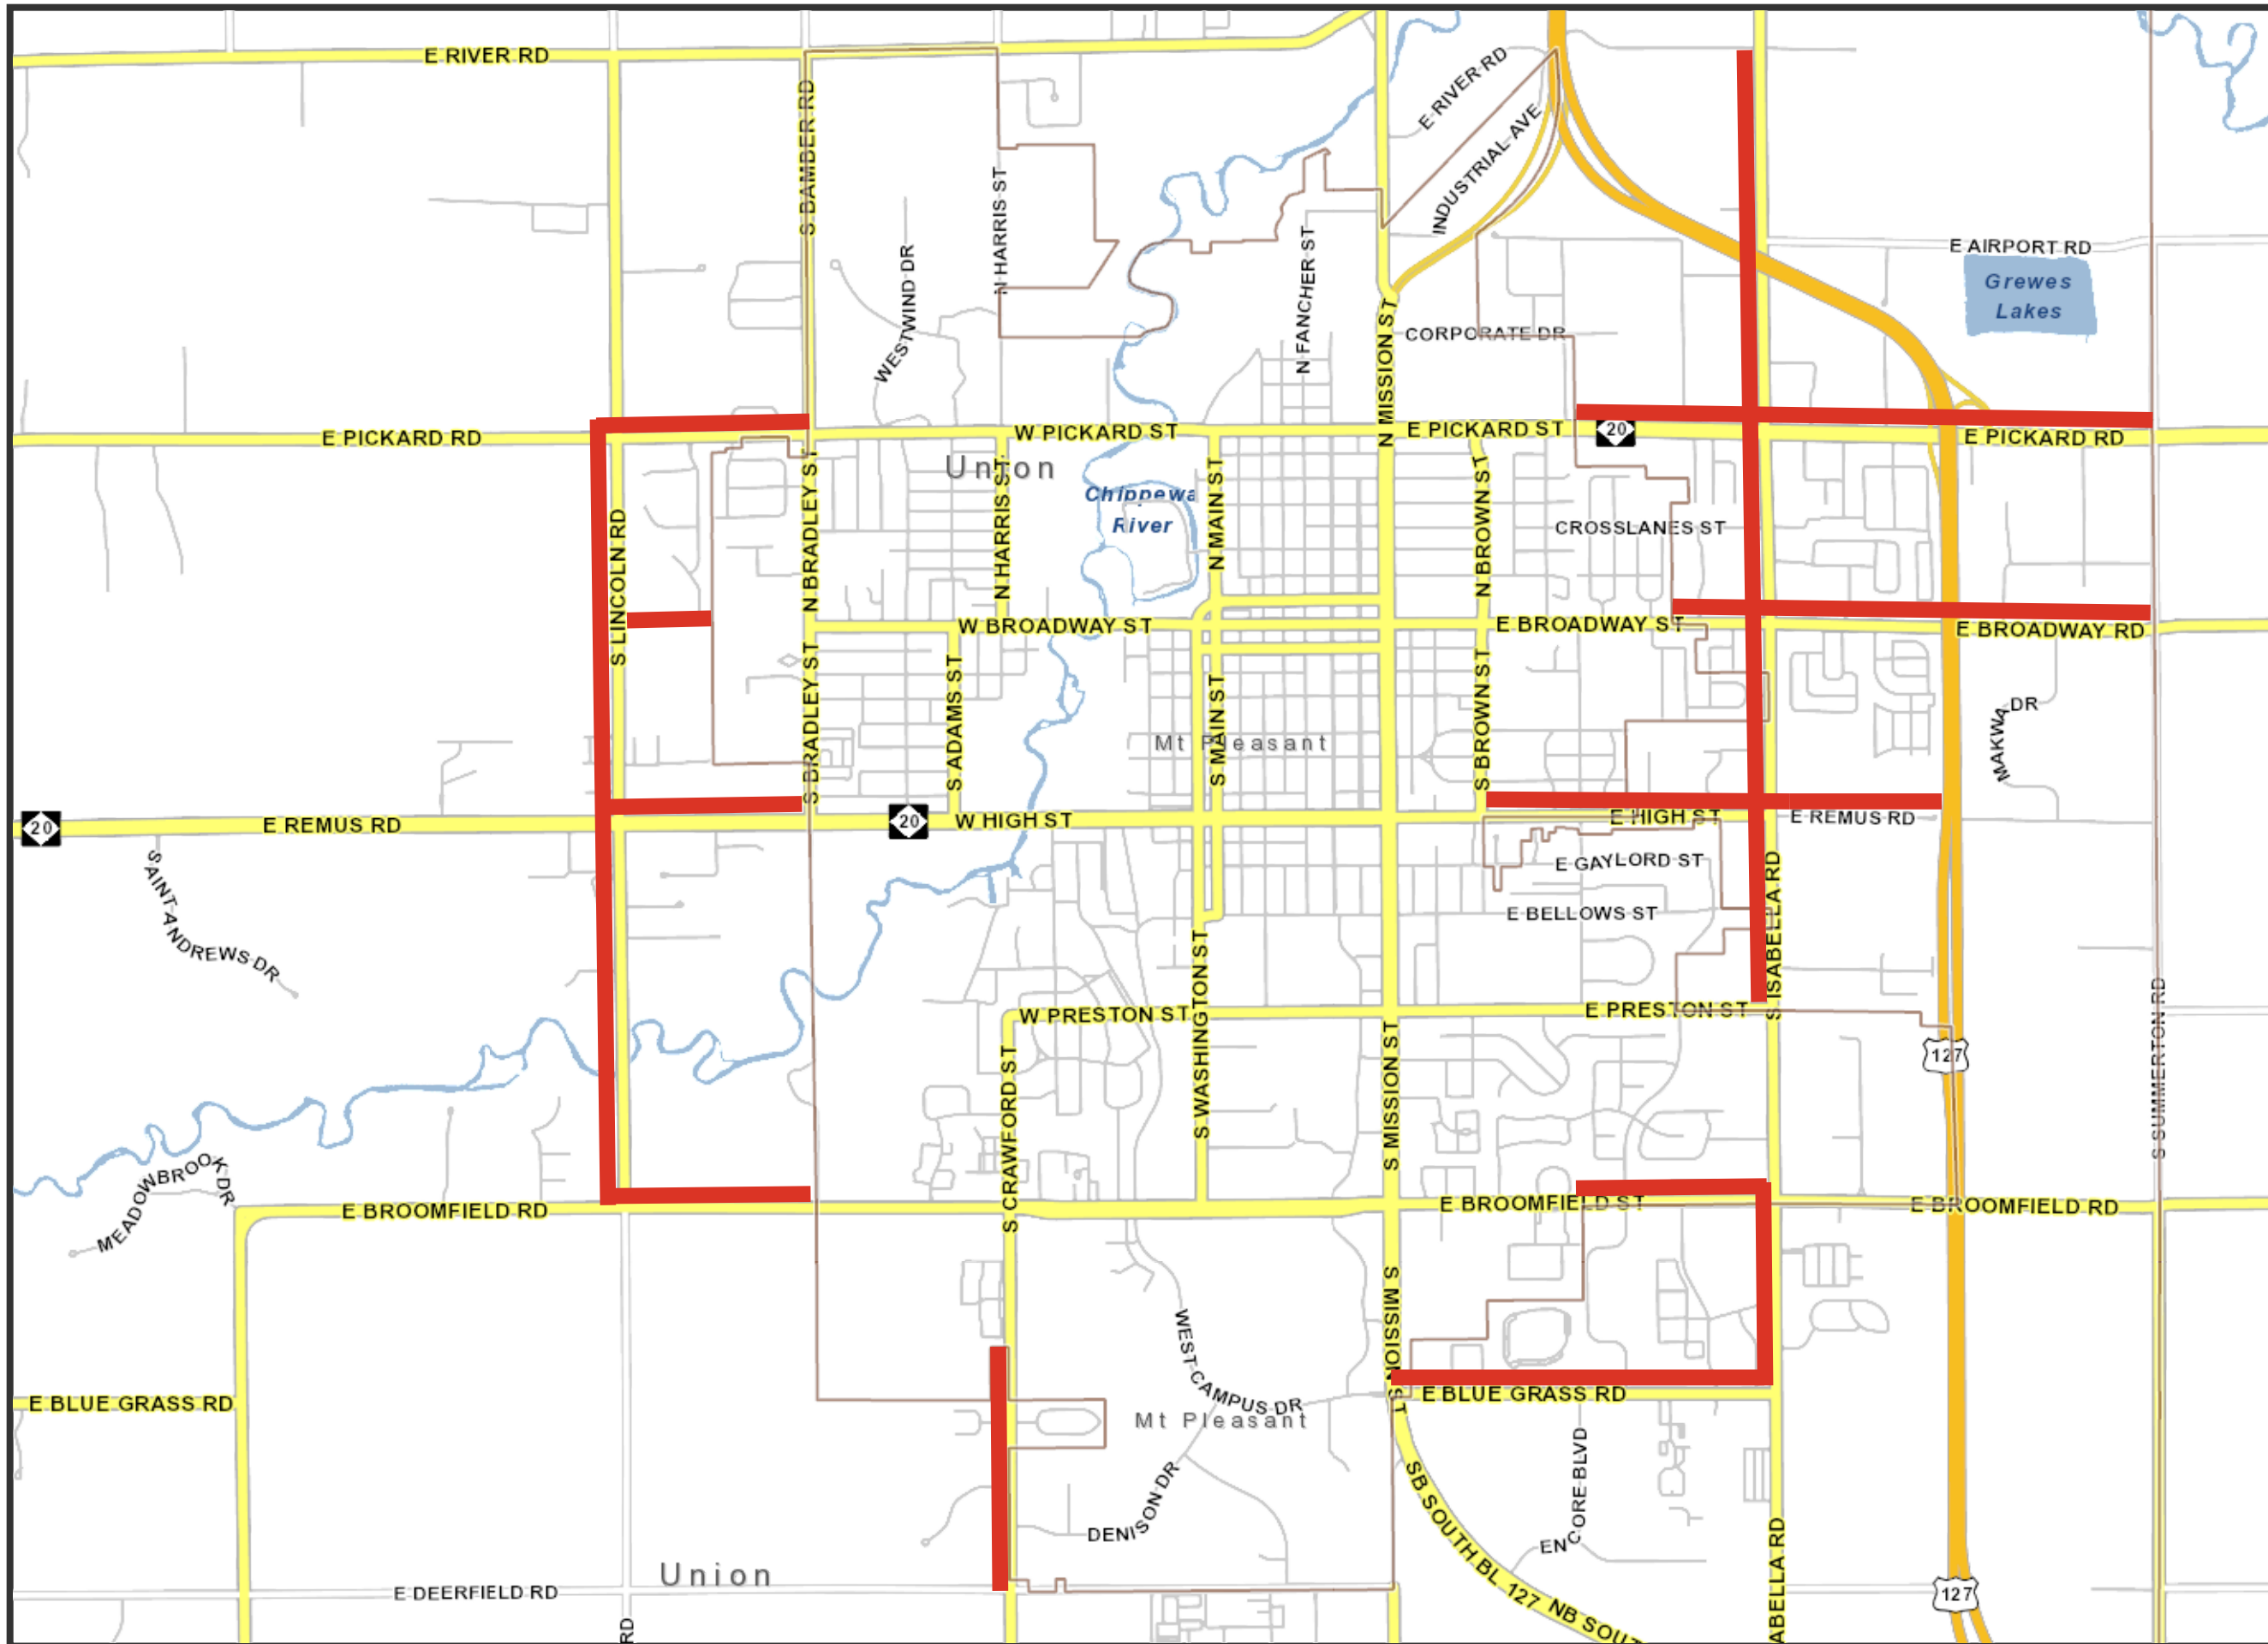 E RIVER RD
S BAMBER RD
E RIVER RD
INDUSTRIAL AVE
N HARRIS ST
WESTWIND DR
N FANCHER ST
E AIRPORT RD
Grewes
Lakes
N MISSION ST
CORPORATE DR
E PICKARD RD
W PICKARD ST
E PICKARD ST
20
E PICKARD RD
Union
Chippewa
River
S LINCOLN RD
N BRADLEY ST
N HARRIS ST
N MAIN ST
N BROWN ST
CROSSLANES ST
W BROADWAY ST
E BROADWAY ST
E BROADWAY RD
S BRADLEY ST
S ADAMS ST
S MAIN ST
Mt Pleasant
S BROWN ST
MAKWA DR
20
E REMUS RD
20
W HIGH ST
E HIGH ST
E REMUS RD
SAINT ANDREWS DR
E GAYLORD ST
E BELLOWS ST
S ISABELLA RD
S WASHINGTON ST
W PRESTON ST
E PRESTON ST
S CRAWFORD ST
S MISSION ST
127
S SUMMERTON RD
MEADOWBROOK DR
E BROOMFIELD RD
E BROOMFIELD ST
E BROOMFIELD RD
S MISSION ST
WEST CAMPUS DR
E BLUE GRASS RD
E BLUE GRASS RD
Mt Pleasant
DENISON DR
ENCORE BLVD
SB SOUTH BL 127 NB SOUT
ABELLA RD
Union
E DEERFIELD RD
127
RD